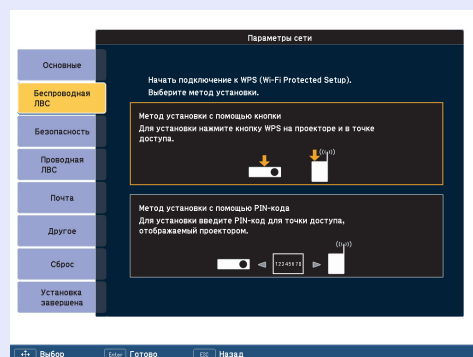 Параметры сети
Основные
Беспроводная
ЛВС
Безопасность
Проводная
ЛВС
Почта
Другое
Сброс
Установка
завершена
Начать подключение к WPS (Wi-Fi Protected Setup).
Выберите метод установки.
Метод установки с помощью кнопки
Для установки нажмите кнопку WPS на проекторе и в точке
доступа.
Метод установки с помощью PIN-кода
Для установки введите PIN-код для точки доступа,
отображаемый проектором.
12345678
Выбор
Enter Готово
ESC Назад